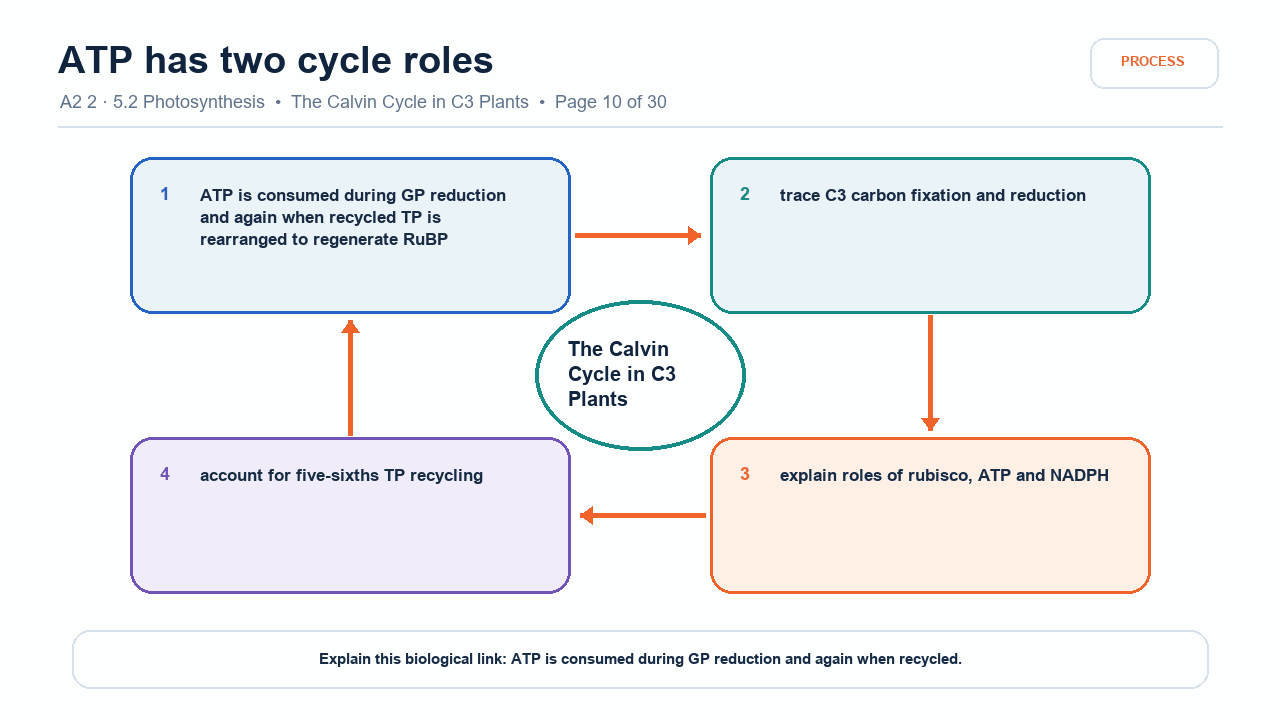 ATP has two cycle roles
PROCESS
A2 2 · 5.2 Photosynthesis • The Calvin Cycle in C3 Plants • Page 10 of 30
1 ATP is consumed during GP reduction
and again when recycled TP is
rearranged to regenerate RuBP
2 trace C3 carbon fixation and reduction
The Calvin
Cycle in C3
Plants
4 account for five-sixths TP recycling
3 explain roles of rubisco, ATP and NADPH
Explain this biological link: ATP is consumed during GP reduction and again when recycled.